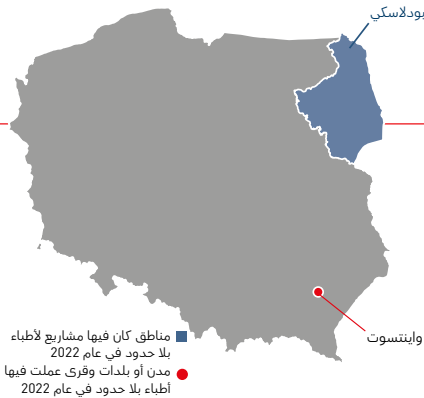 بودلاسكي
واينتسوت
مناطق كان فيها مشاريع لأطباء
بلا حدود في عام 2022
مدن أو بلدات وقرى عملت فيها
أطباء بلا حدود في عام 2022